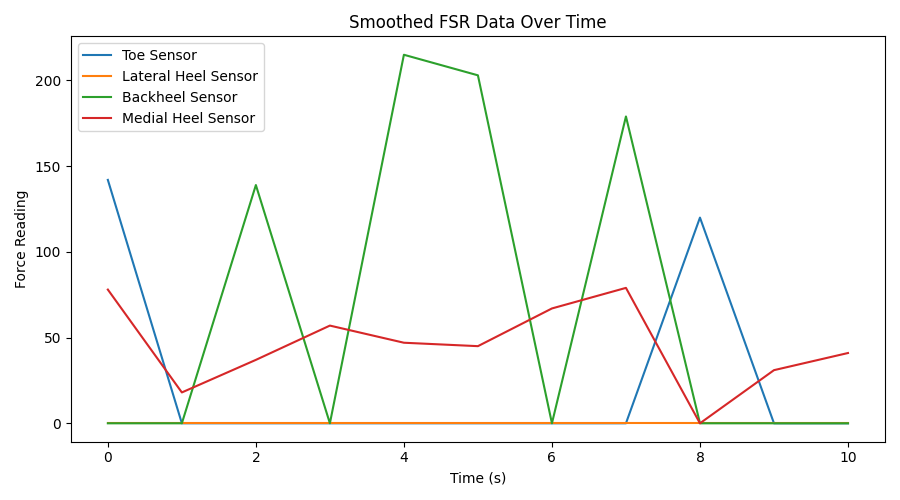 Smoothed FSR Data Over Time
Toe Sensor
Lateral Heel Sensor
Backheel Sensor
Medial Heel Sensor
Force Reading
200
150
100
50
0
0 2 4 6 8 10
Time (s)